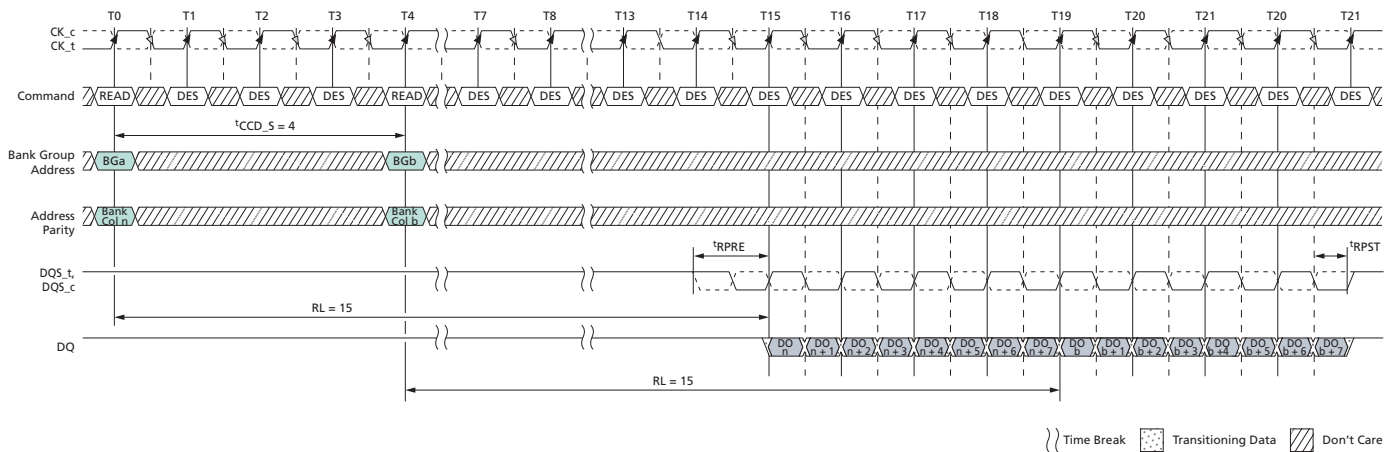 T0 T1 T2 T3 T4 T7 T8 T13 T14 T15 T16 T17 T18 T19 T20 T21 T20 T21
CK_c
CK_t
Command READ DES DES DES READ DES DES DES DES DES DES DES DES DES DES DES DES DES
tCCD_S = 4
Bank Group
Address
BGa BGb
Address
Parity
Bank
Col n
Bank
Col b
tRPRE tRPST
DQS_t,
DQS_c
RL = 15
DQ
DO
n
DO
n + 1
DO
n + 2
DO
n + 3
DO
n + 4
DO
n + 5
DO
n + 6
DO
n + 7
DO
b
DO
b + 1
DO
b + 2
DO
b + 3
DO
b + 4
DO
b + 5
DO
b + 6
DO
b + 7
RL = 15
Time Break Transitioning Data Don't Care